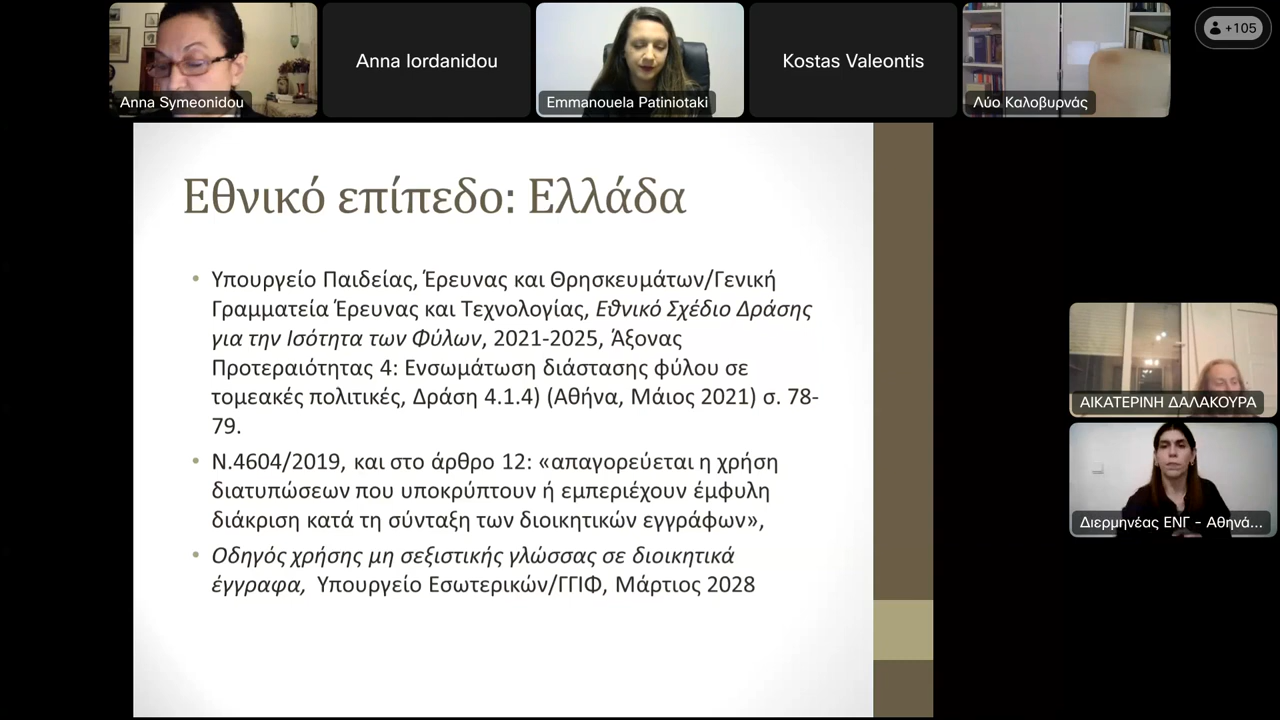 Anna Symeonidou
Anna Iordanidou
Emmanouela Patiniotaki
Kostas Valeontis
Λύο Καλοβυρνάς
+105
Εθνικό επίπεδο: Ελλάδα
• Υπουργείο Παιδείας, Έρευνας και Θρησκευμάτων/Γενική
Γραμματεία Έρευνας και Τεχνολογίας, Εθνικό Σχέδιο Δράσης
για την Ισότητα των Φύλων, 2021-2025, Άξονας
Προτεραιότητας 4: Ενσωμάτωση διάστασης φύλου σε
τομεακές πολιτικές, Δράση 4.1.4) (Αθήνα, Μάιος 2021) σ. 78-
79.
• Ν.4604/2019, και στο άρθρο 12: «απαγορεύεται η χρήση
διατυπώσεων που υποκρύπτουν ή εμπεριέχουν έμφυλη
διάκριση κατά τη σύνταξη των διοικητικών εγγράφων»,
• Οδηγός χρήσης μη σεξιστικής γλώσσας σε διοικητικά
έγγραφα, Υπουργείο Εσωτερικών/ΓΓΙΦ, Μάρτιος 2028
ΑΙΚΑΤΕΡΙΝΗ ΔΑΛΑΚΟΥΡΑ
Διερμηνέας ΕΝΓ - Αθηνά...